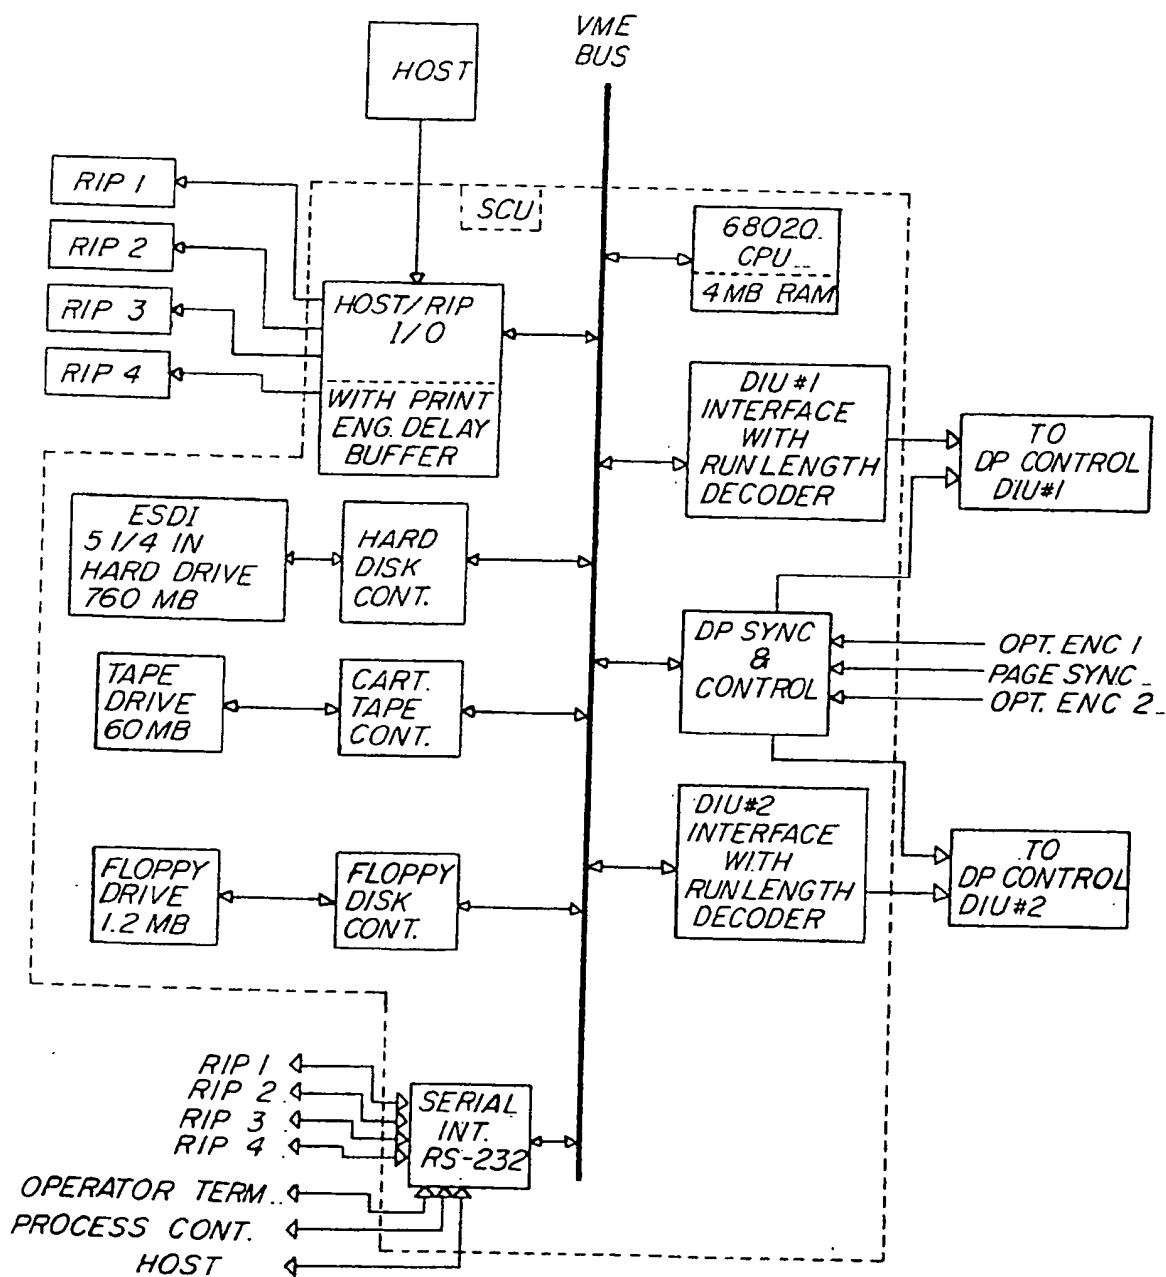 VME
BUS
HOST
RIP 1
RIP 2
RIP 3
RIP 4
SCU
HOST/RIP
I/O
WITH PRINT
ENG. DELAY
BUFFER
68020
CPU
4 MB RAM
DIU #1
INTERFACE
WITH
RUN LENGTH
DECODER
TO
DP CONTROL
DIU#1
ESDI
5 1/4 IN
HARD DRIVE
760 MB
HARD
DISK
CONT.
DP SYNC
&
CONTROL
OPT. ENC 1
PAGE SYNC
OPT. ENC 2
TAPE
DRIVE
60 MB
CART.
TAPE
CONT.
DIU#2
INTERFACE
WITH
RUN LENGTH
DECODER
TO
DP CONTROL
DIU#2
FLOPPY
DRIVE
1.2 MB
FLOPPY
DISK
CONT.
RIP 1
RIP 2
RIP 3
RIP 4
SERIAL
INT.
RS-232
OPERATOR TERM.
PROCESS CONT.
HOST